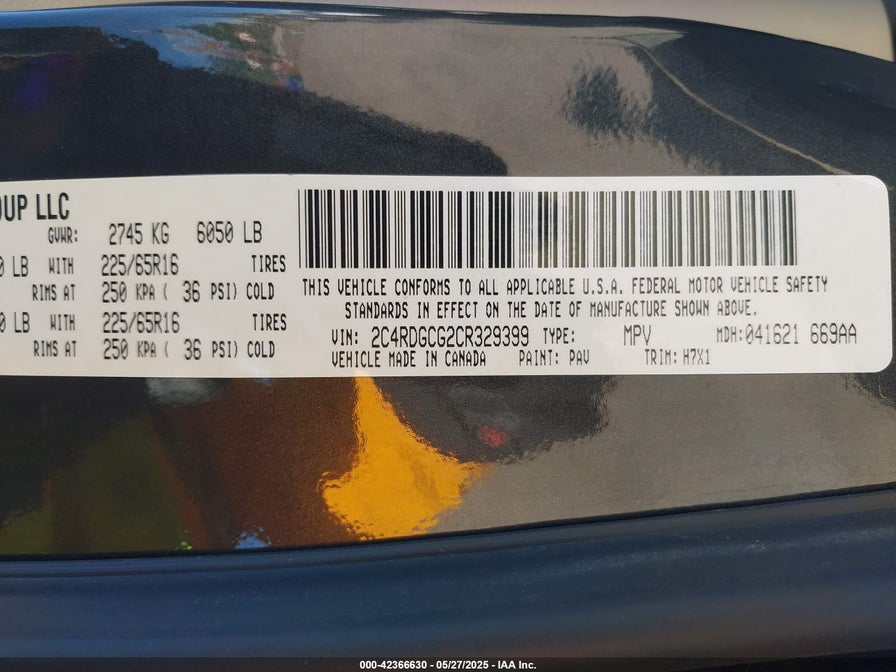 OUP LLC
GVWR: 2745 KG 6050 LB
0 LB WITH 225/65R16 TIRES
RIMS AT 250 KPA ( 36 PSI) COLD
0 LB WITH 225/65R16 TIRES
RIMS AT 250 KPA ( 36 PSI) COLD
THIS VEHICLE CONFORMS TO ALL APPLICABLE U.S.A. FEDERAL MOTOR VEHICLE SAFETY
STANDARDS IN EFFECT ON THE DATE OF MANUFACTURE SHOWN ABOVE.
VIN: 2C4RDGCG2CR329399 TYPE: MPV MDH:041621 669AA
VEHICLE MADE IN CANADA PAINT: PAV TRIM: H7X1
000-42366630 - 05/27/2025 - IAA Inc.